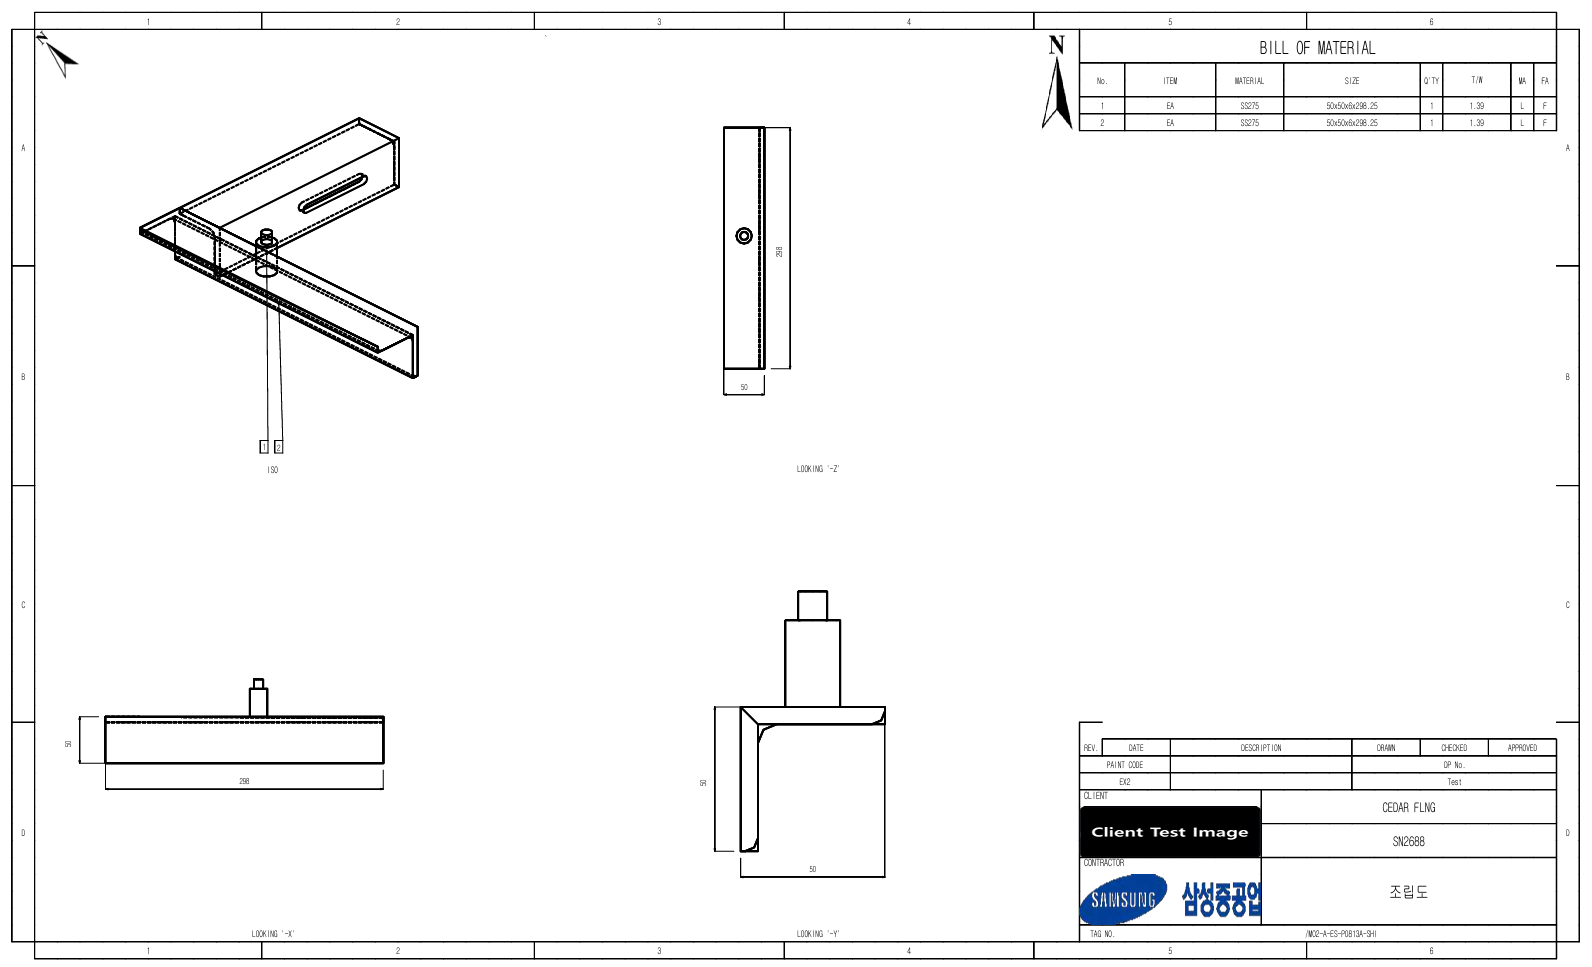 1 2 3 4 5 6
N
N
BILL OF MATERIAL
No. ITEM MATERIAL SIZE Q'TY T/W MA FA
1 EA SS275 50x50x6x298.25 1 1.39 L F
2 EA SS275 50x50x6x298.25 1 1.39 L F
A A
298
50
B B
1 2
ISO
LOOKING '-Z'
C C
50
298
50
50
REV. DATE DESCRIPTION DRAWN CHECKED APPROVED
PAINT CODE DP No.
EX2 Test
CLIENT
Client Test Image
CEDAR FLNG
SN2688
D D
CONTRACTOR
SAMSUNG 삼성중공업
조립도
LOOKING '-X'
LOOKING '-Y'
TAG NO. /M02-A-ES-P0813A-SHI
1 2 3 4 5 6